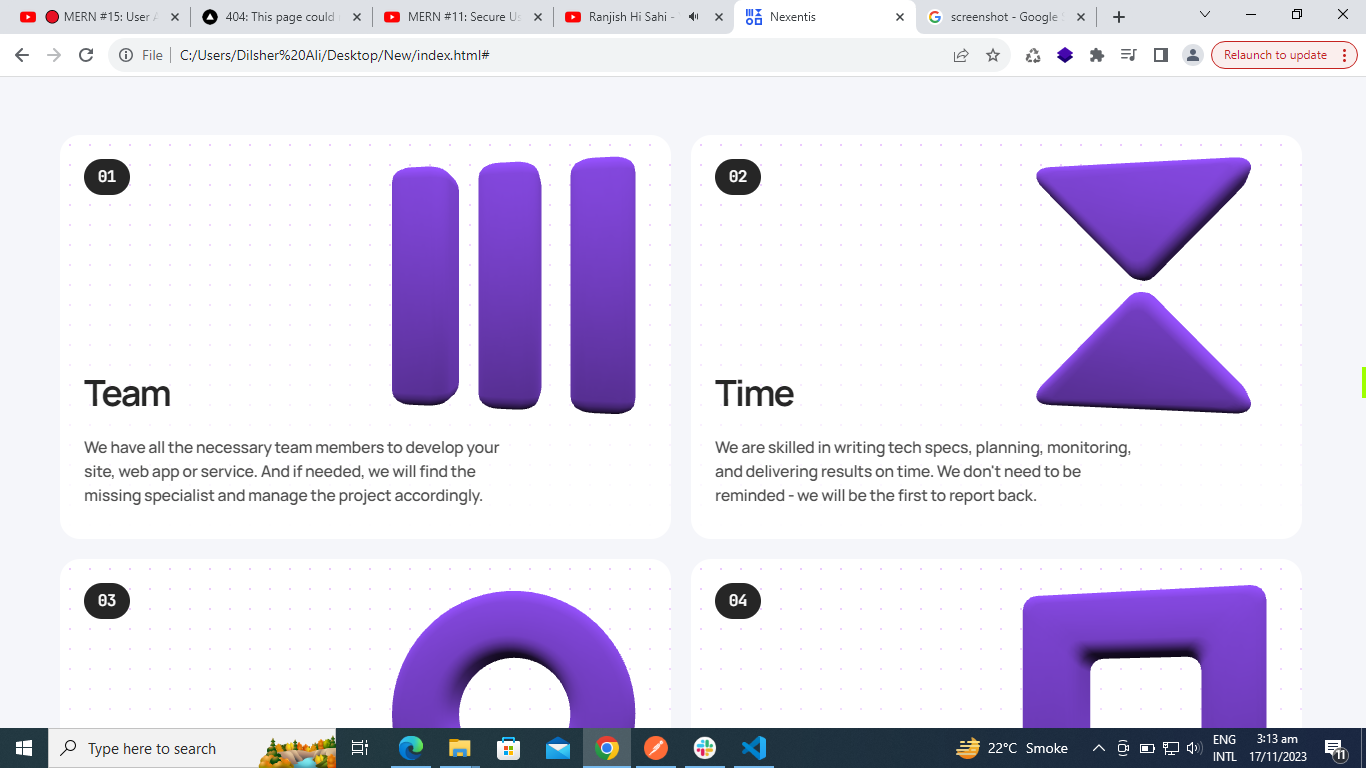 MERN #15: User A
404: This page could
MERN #11: Secure Us
Ranjish Hi Sahi -
Nexentis
screenshot - Google
File
C:/Users/Dilsher%20Ali/Desktop/New/index.html#
Relaunch to update
01
02
Team
Time
We have all the necessary team members to develop your
site, web app or service. And if needed, we will find the
missing specialist and manage the project accordingly.
We are skilled in writing tech specs, planning, monitoring,
and delivering results on time. We don't need to be
reminded - we will be the first to report back.
03
04
Type here to search
22°C Smoke
ENG
INTL
3:13 am
17/11/2023
11